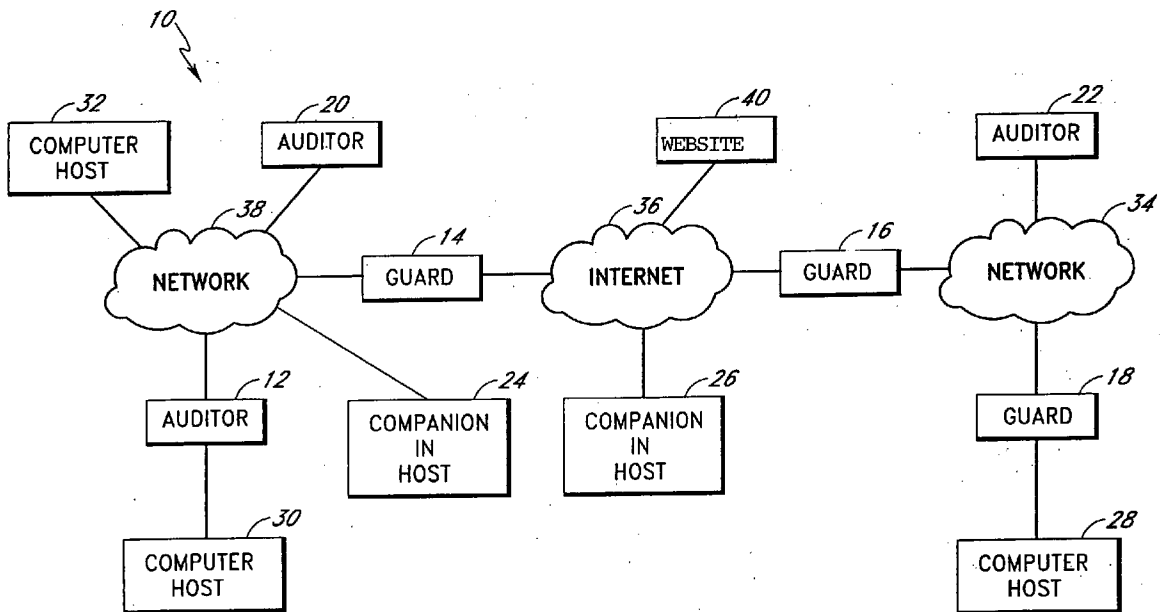 10
32
COMPUTER
HOST
20
AUDITOR
40
WEBSITE
22
AUDITOR
38
NETWORK
14
GUARD
36
INTERNET
16
GUARD
34
NETWORK
12
AUDITOR
24
COMPANION
IN
HOST
26
COMPANION
IN
HOST
18
GUARD
30
COMPUTER
HOST
28
COMPUTER
HOST